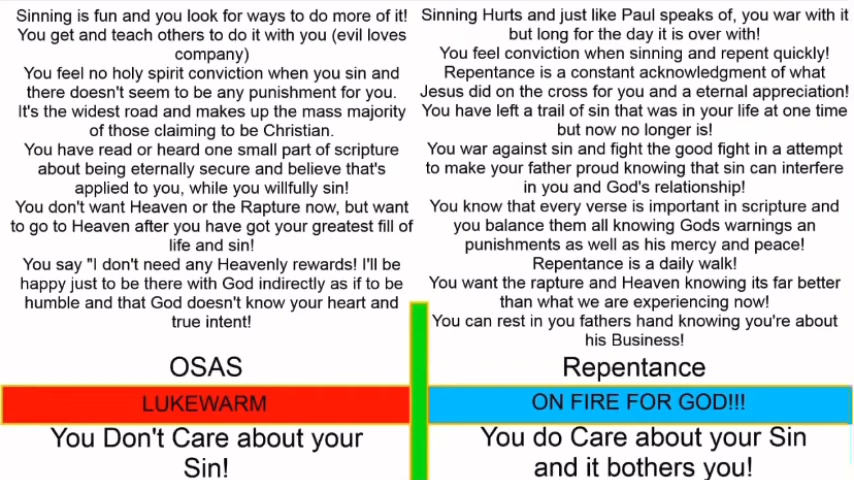 Sinning is fun and you look for ways to do more of it!
You get and teach others to do it with you (evil loves
company)
You feel no holy spirit conviction when you sin and
there doesn't seem to be any punishment for you.
It's the widest road and makes up the mass majority
of those claiming to be Christian.
You have read or heard one small part of scripture
about being eternally secure and believe that's
applied to you, while you willfully sin!
You don't want Heaven or the Rapture now, but want
to go to Heaven after you have got your greatest fill of
life and sin!
You say "I don't need any Heavenly rewards! I'll be
happy just to be there with God indirectly as if to be
humble and that God doesn't know your heart and
true intent!
OSAS
LUKEWARM
You Don't Care about your
Sin!
Sinning Hurts and just like Paul speaks of, you war with it
but long for the day it is over with!
You feel conviction when sinning and repent quickly!
Repentance is a constant acknowledgment of what
Jesus did on the cross for you and a eternal appreciation!
You have left a trail of sin that was in your life at one time
but now no longer is!
You war against sin and fight the good fight in a attempt
to make your father proud knowing that sin can interfere
in you and God's relationship!
You know that every verse is important in scripture and
you balance them all knowing Gods warnings an
punishments as well as his mercy and peace!
Repentance is a daily walk!
You want the rapture and Heaven knowing its far better
than what we are experiencing now!
You can rest in you fathers hand knowing you're about
his Business!
Repentance
ON FIRE FOR GOD!!!
You do Care about your Sin
and it bothers you!